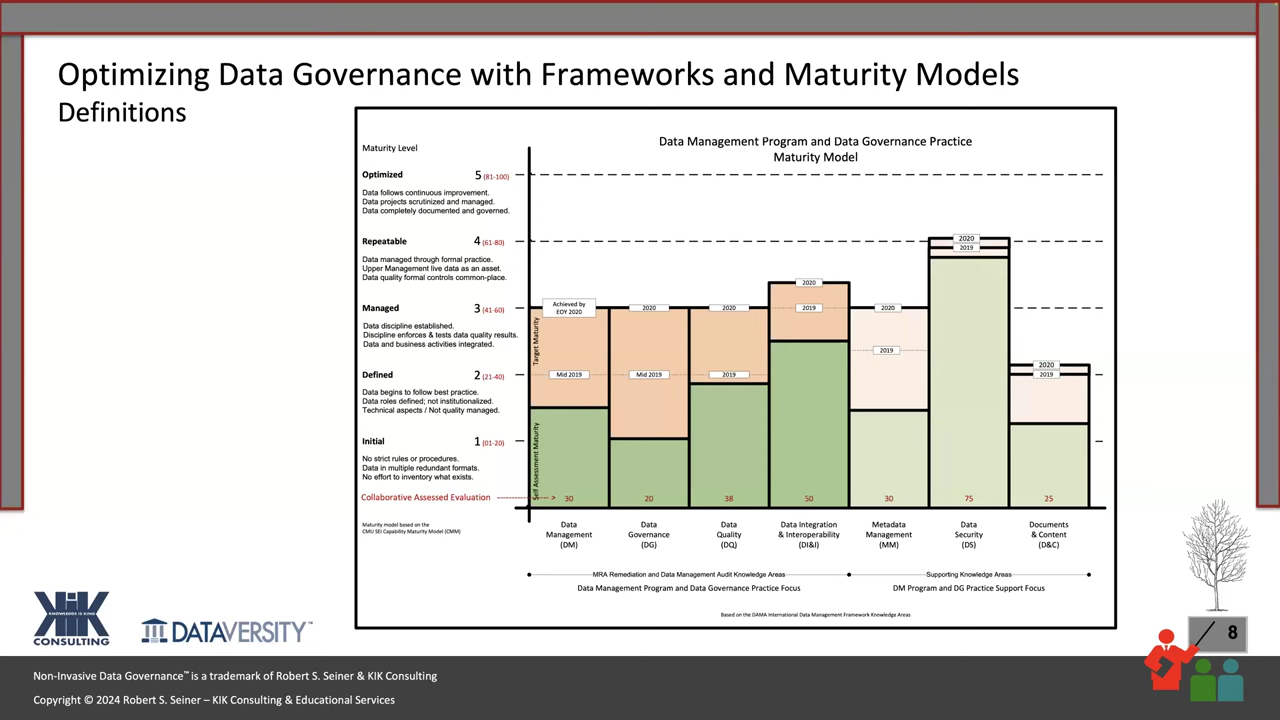 Optimizing Data Governance with Frameworks and Maturity Models
Definitions
Data Management Program and Data Governance Practice
Maturity Model
Maturity Level
Optimized 5 (81-100)
Data follows continuous improvement.
Data projects scrutinized and managed.
Data completely documented and governed.
Repeatable 4 (61-80)
Data managed through formal practice.
Upper Management live data as an asset.
Data quality formal controls common-place.
Managed 3 (41-60)
Data discipline established.
Discipline enforces & tests data quality results.
Data and business activities integrated.
Defined 2 (21-40)
Data begins to follow best practice.
Data roles defined; not institutionalized.
Technical aspects / Not quality managed.
Initial 1 (01-20)
No strict rules or procedures.
Data in multiple redundant formats.
No effort to inventory what exists.
Collaborative Assessed Evaluation >
Maturity model based on the
CMU SEI Capability Maturity Model (CMM)
Target Maturity
Self Assessment Maturity
Achieved by
EOY 2020
Mid 2019
30
2020
Mid 2019
20
2020
2019
38
2020
2019
50
2020
2019
30
2020
2019
75
2020
2019
25
Data
Management
(DM)
Data
Governance
(DG)
Data
Quality
(DQ)
Data Integration
& Interoperability
(DI&I)
Metadata
Management
(MM)
Data
Security
(DS)
Documents
& Content
(D&C)
MRA Remediation and Data Management Audit Knowledge Areas
Supporting Knowledge Areas
Data Management Program and Data Governance Practice Focus
DM Program and DG Practice Support Focus
Based on the DAMA International Data Management Framework Knowledge Areas
KIK
KNOWLEDGE IS KING
CONSULTING
DATAVERSITY™
8
Non-Invasive Data Governance™ is a trademark of Robert S. Seiner & KIK Consulting
Copyright © 2024 Robert S. Seiner – KIK Consulting & Educational Services